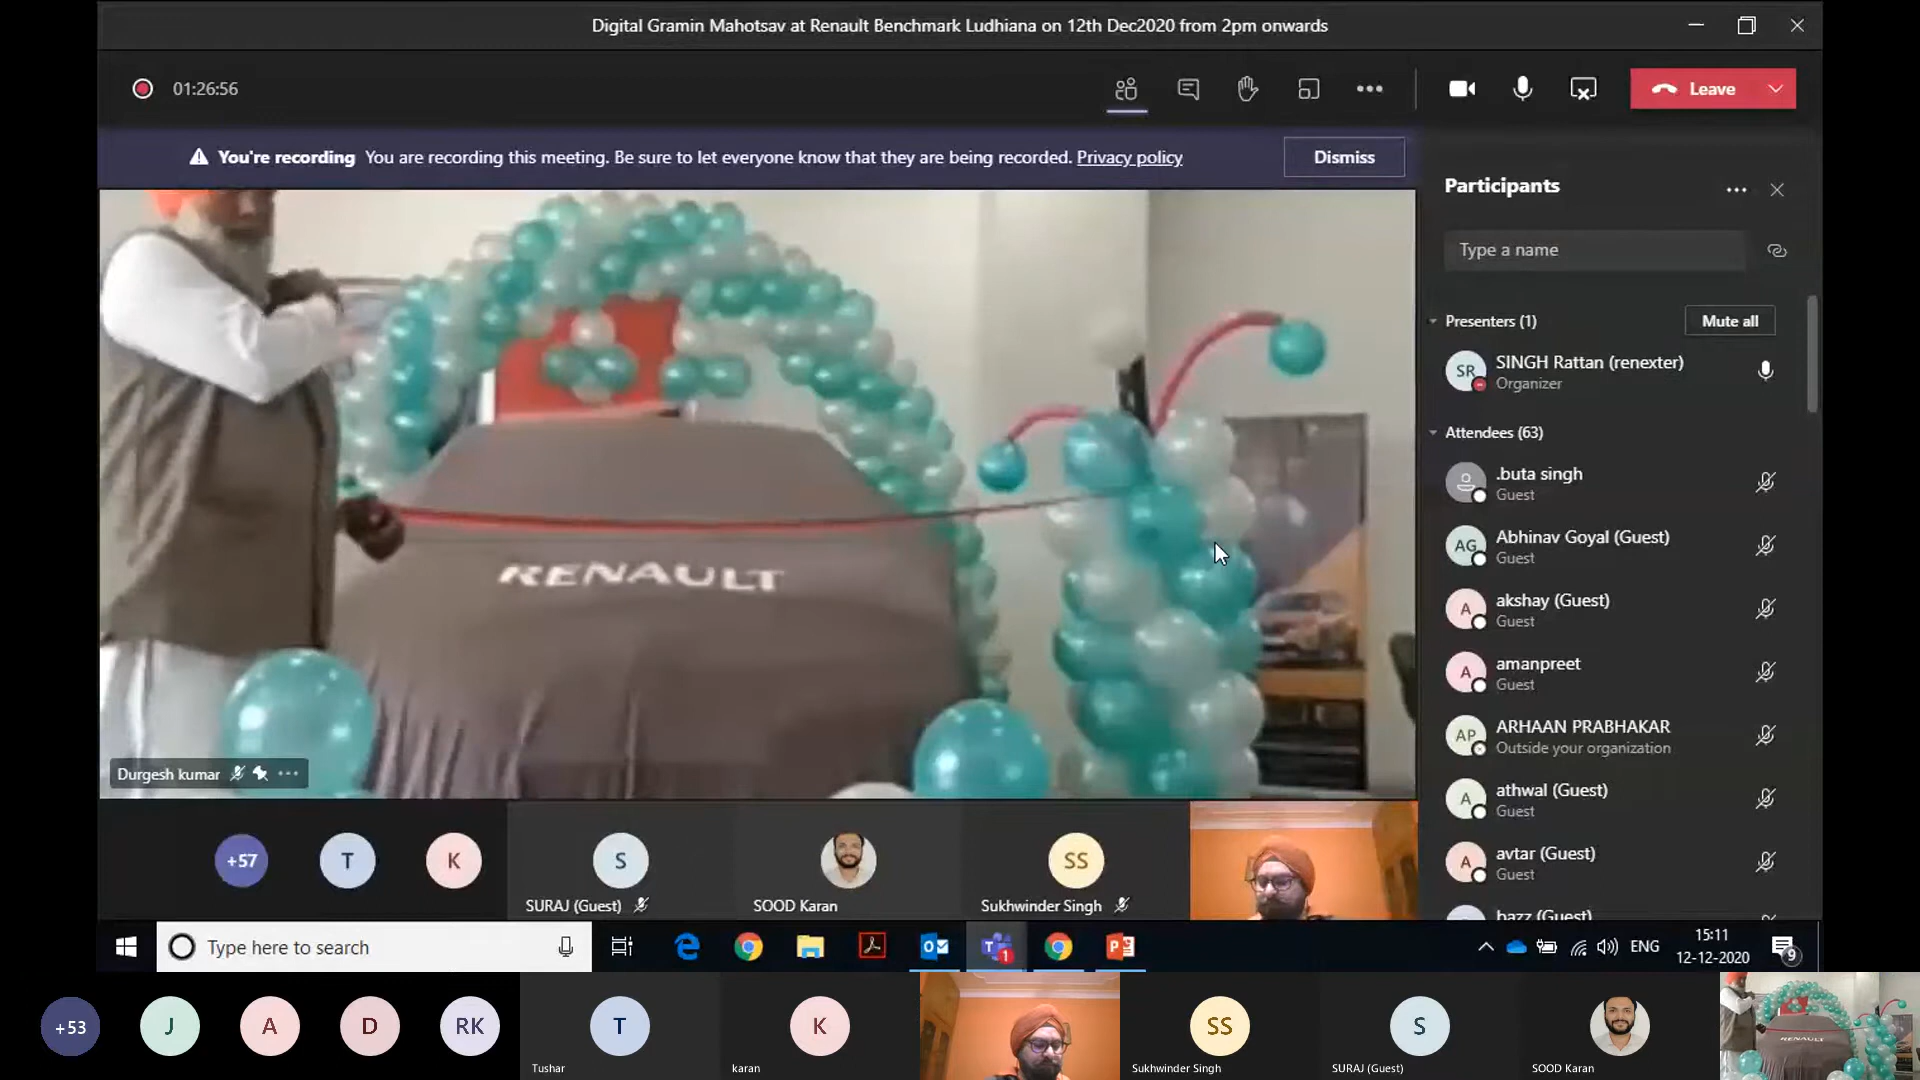 Digital Gramin Mahotsav at Renault Benchmark Ludhiana on 12th Dec2020 from 2pm onwards
01:26:56
Leave
You're recording You are recording this meeting. Be sure to let everyone know that they are being recorded. Privacy policy
Dismiss
Participants
Type a name
Presenters (1)
Mute all
SR
SINGH Rattan (renexter)
Organizer
Attendees (63)
.buta singh
Guest
AG
Abhinav Goyal (Guest)
Guest
A
akshay (Guest)
Guest
A
amanpreet
Guest
AP
ARHAAN PRABHAKAR
Outside your organization
A
athwal (Guest)
Guest
A
avtar (Guest)
Guest
bazz (Guest)
RENAULT
Durgesh kumar
+57
T
K
S
SURAJ (Guest)
SOOD Karan
SS
Sukhwinder Singh
Type here to search
1
ENG
15:11
12-12-2020
9
+53
J
A
D
RK
T
Tushar
K
karan
SS
Sukhwinder Singh
S
SURAJ (Guest)
SOOD Karan
RENAULT